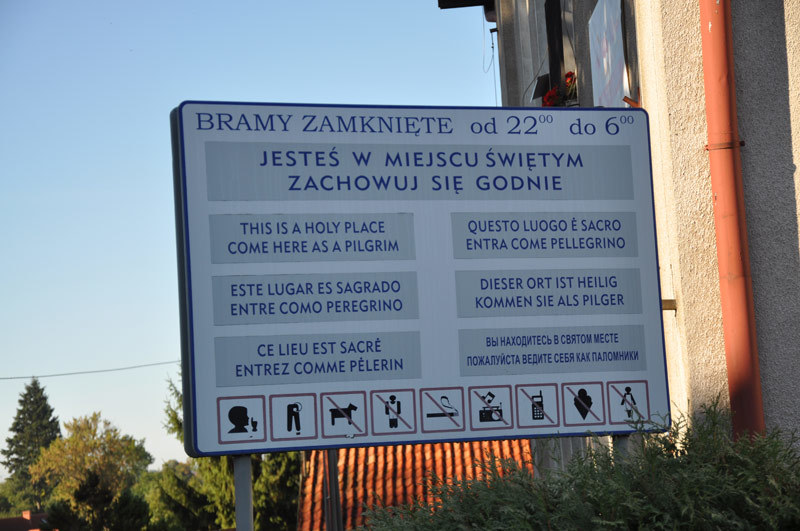 BRAMY ZAMKNIĘTE od 22⁰⁰ do 6⁰⁰
JESTEŚ W MIEJSCU ŚWIĘTYM
ZACHOWUJ SIĘ GODNIE
THIS IS A HOLY PLACE
COME HERE AS A PILGRIM
QUESTO LUOGO È SACRO
ENTRA COME PELLEGRINO
ESTE LUGAR ES SAGRADO
ENTRE COMO PEREGRINO
DIESER ORT IST HEILIG
KOMMEN SIE ALS PILGER
CE LIEU EST SACRÈ
ENTREZ COMME PÈLERIN
ВЫ НАХОДИТЕСЬ В СВЯТОМ МЕСТЕ
ПОЖАЛУЙСТА ВЕДИТЕ СЕБЯ КАК ПАЛОМНИКИ